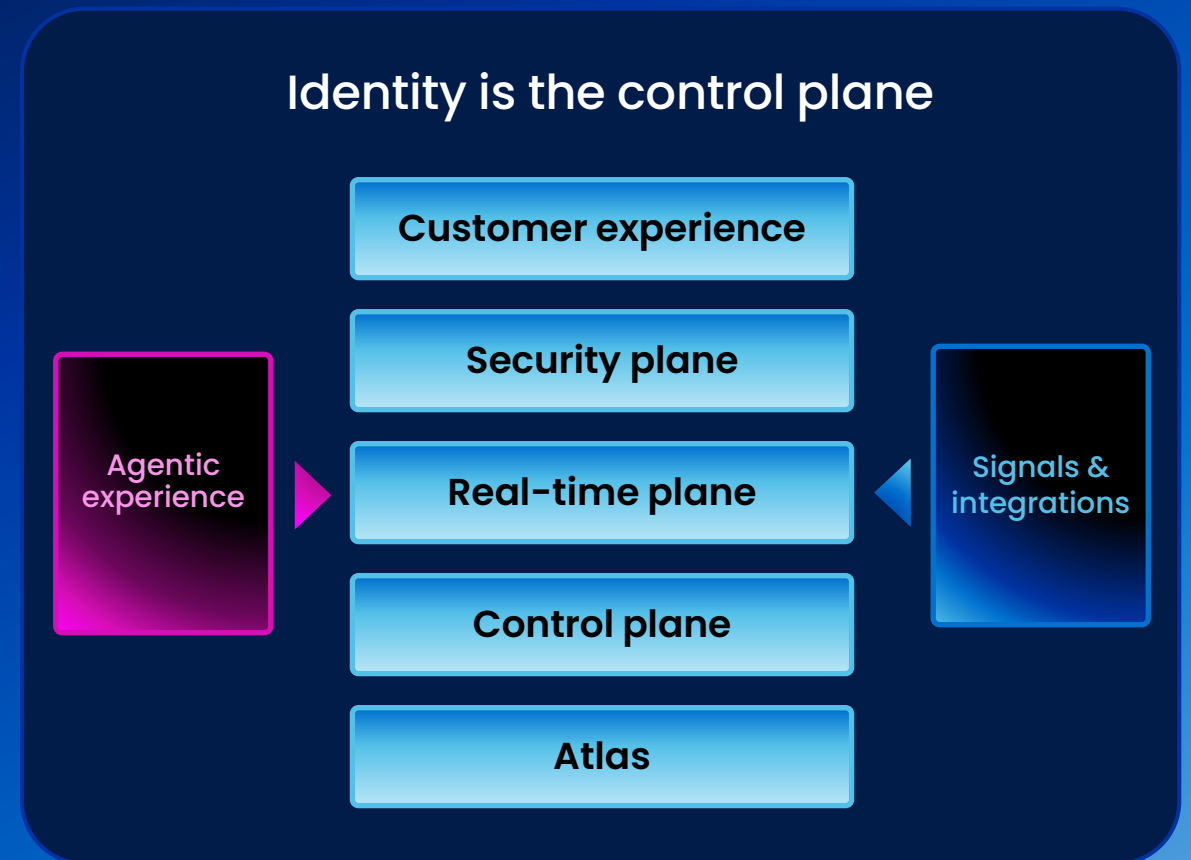 Identity is the control plane
Customer experience
Security plane
Agentic
experience
Real-time plane
Signals &
integrations
Control plane
Atlas